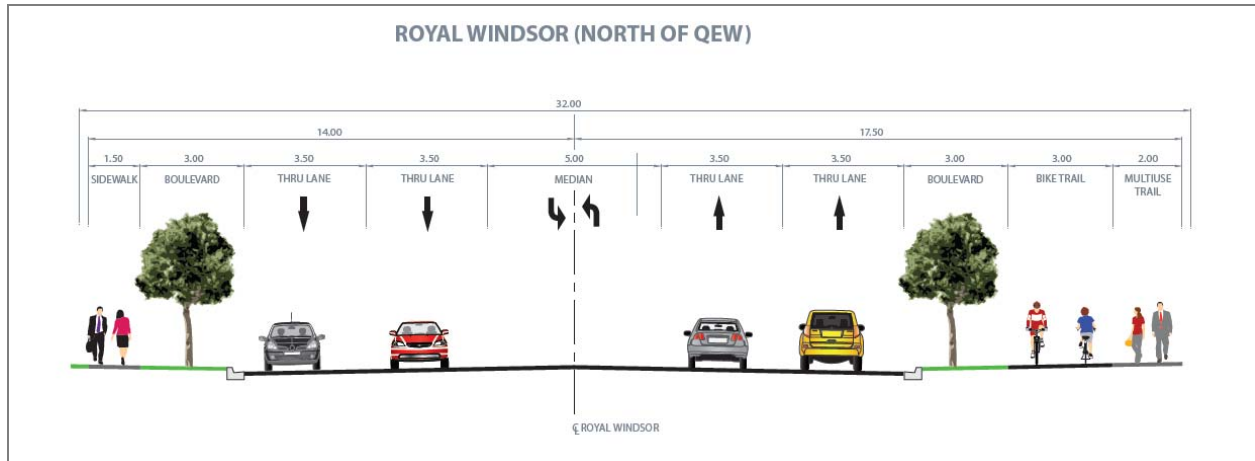 ROYAL WINDSOR (NORTH OF QEW)
32.00
14.00 17.50
1.50 3.00 3.50 3.50 5.00 3.50 3.50 3.00 3.00 2.00
SIDEWALK BOULEVARD THRU LANE THRU LANE MEDIAN THRU LANE THRU LANE BOULEVARD BIKE TRAIL MULTIUSE
TRAIL
℄ ROYAL WINDSOR